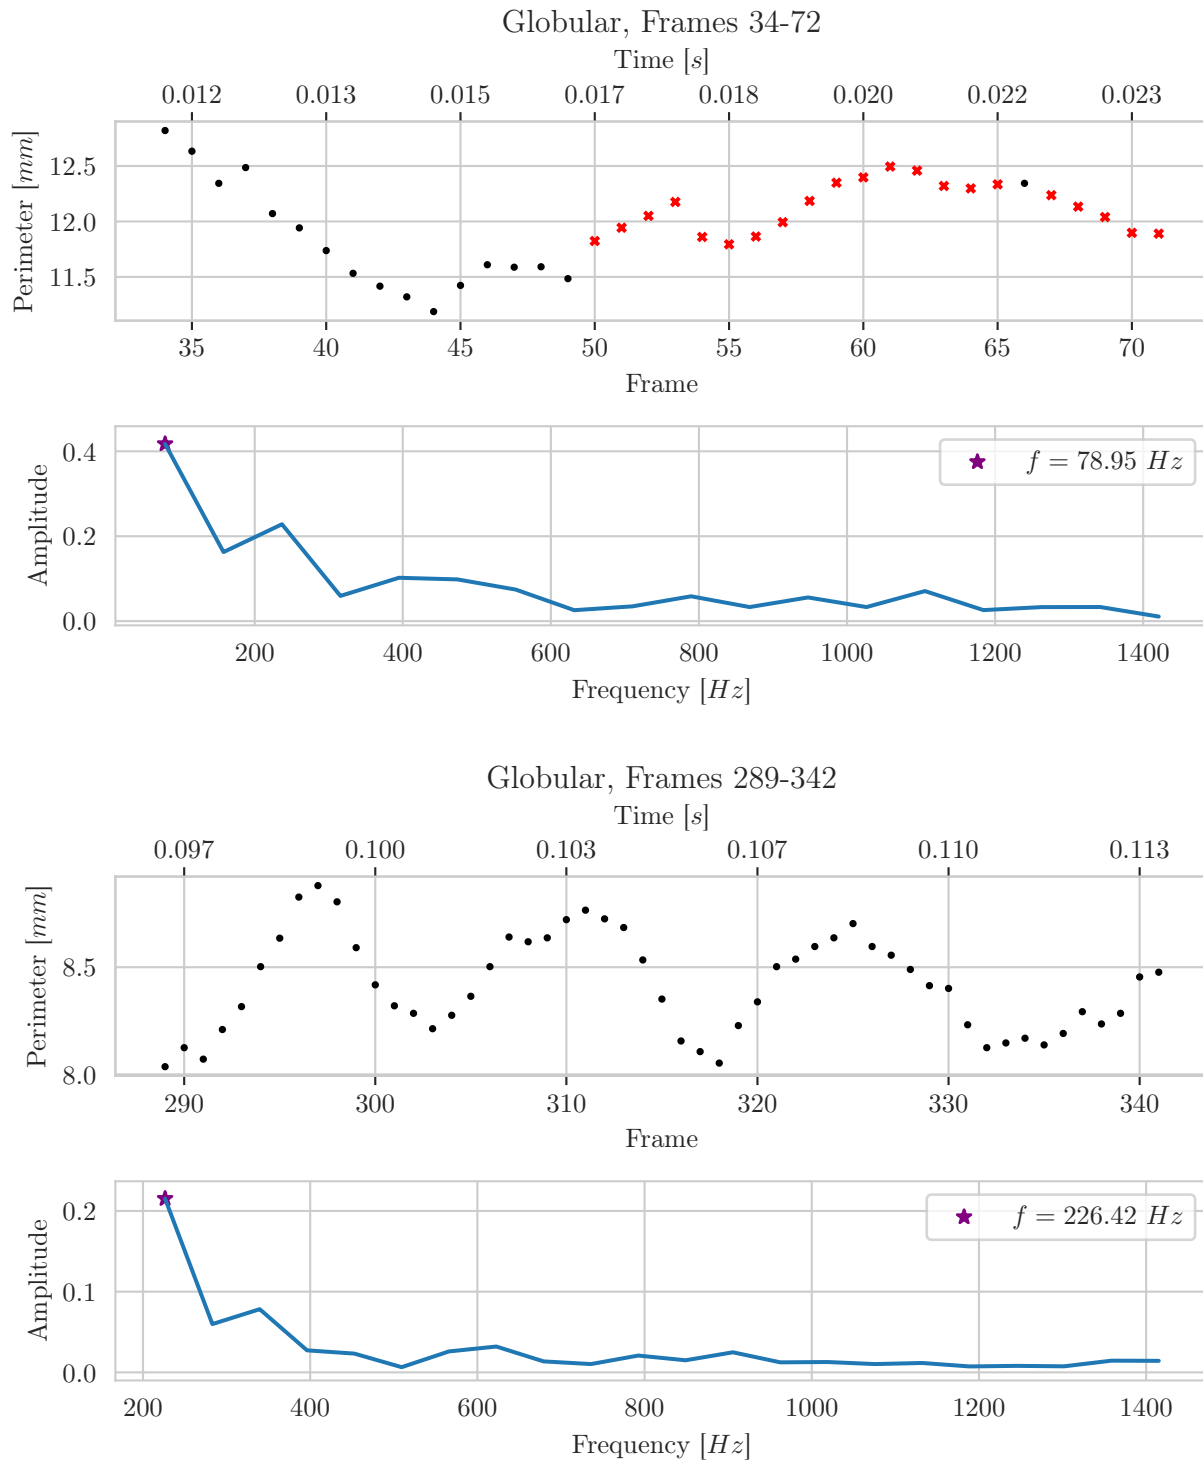 Globular, Frames 34-72
Time [s]
0.012 0.013 0.015 0.017 0.018 0.020 0.022 0.023
Perimeter [mm]
12.5
12.0
11.5
35 40 45 50 55 60 65 70
Frame
Amplitude
0.4
0.2
0.0
f = 78.95 Hz
200 400 600 800 1000 1200 1400
Frequency [Hz]
Globular, Frames 289-342
Time [s]
0.097 0.100 0.103 0.107 0.110 0.113
Perimeter [mm]
8.5
8.0
290 300 310 320 330 340
Frame
Amplitude
0.2
0.1
0.0
f = 226.42 Hz
200 400 600 800 1000 1200 1400
Frequency [Hz]